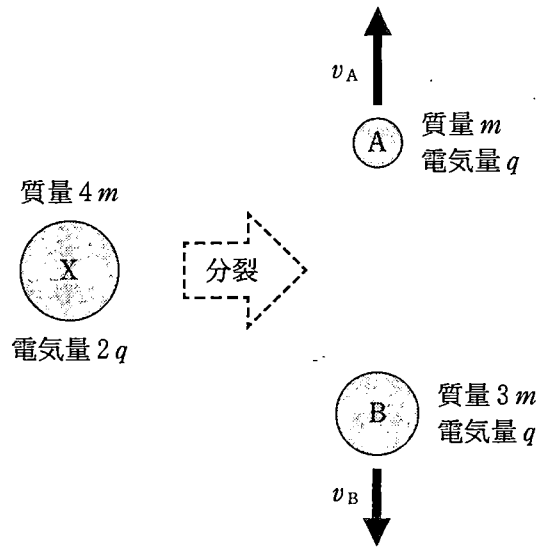 v_A
A
質量 m
電気量 q
質量 4m
X
分裂
電気量 2q
B
質量 3m
電気量 q
v_B